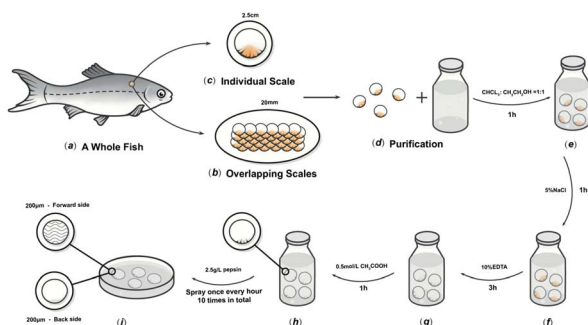 2.5cm
(c) Individual Scale
20mm
(a) A Whole Fish
(b) Overlapping Scales
(d) Purification
CHCL₃: CH₃CH₂OH =1:1
1h
(e)
5%NaCl
1h
200μm - Forward side
200μm - Back side
(i)
2.5g/L pepsin
Spray once every hour
10 times in total
(h)
0.5mol/L CH₃COOH
1h
(g)
10%EDTA
3h
(f)